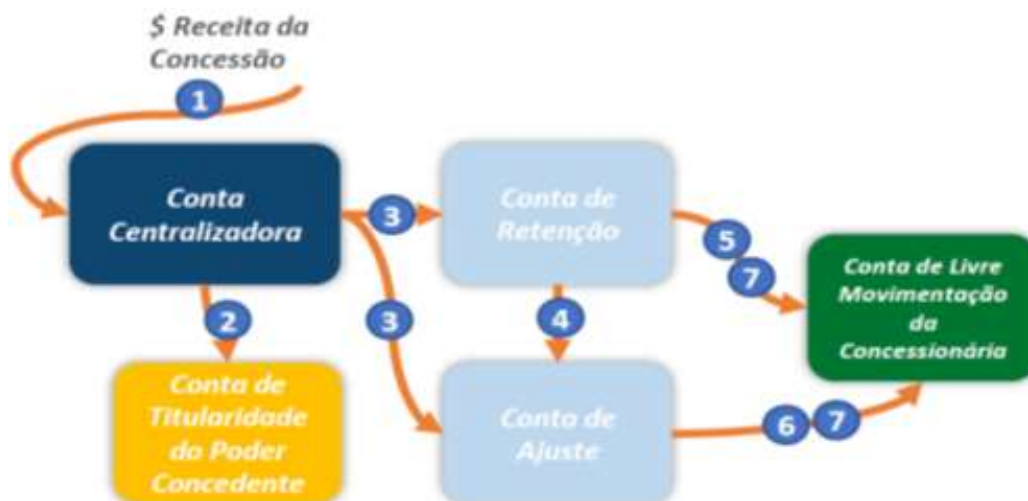 $ Receita da
Concessão
1
Conta
Centralizadora
3
Conta de
Retenção
5
7
Conta de Livre
Movimentação
da
Concessionária
2
3
4
Conta de
Titularidade
do Poder
Concedente
Conta de
Ajuste
6
7